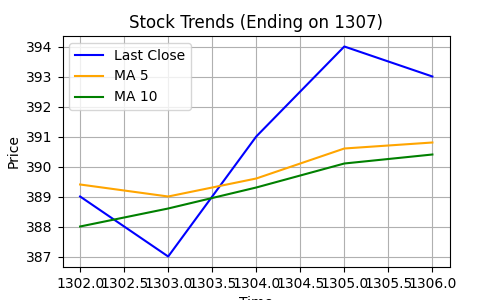 Stock Trends (Ending on 1307)
Last Close
MA 5
MA 10
Price
394
393
392
391
390
389
388
387
1302.0 1302.5 1303.0 1303.5 1304.0 1304.5 1305.0 1305.5 1306.0
Time